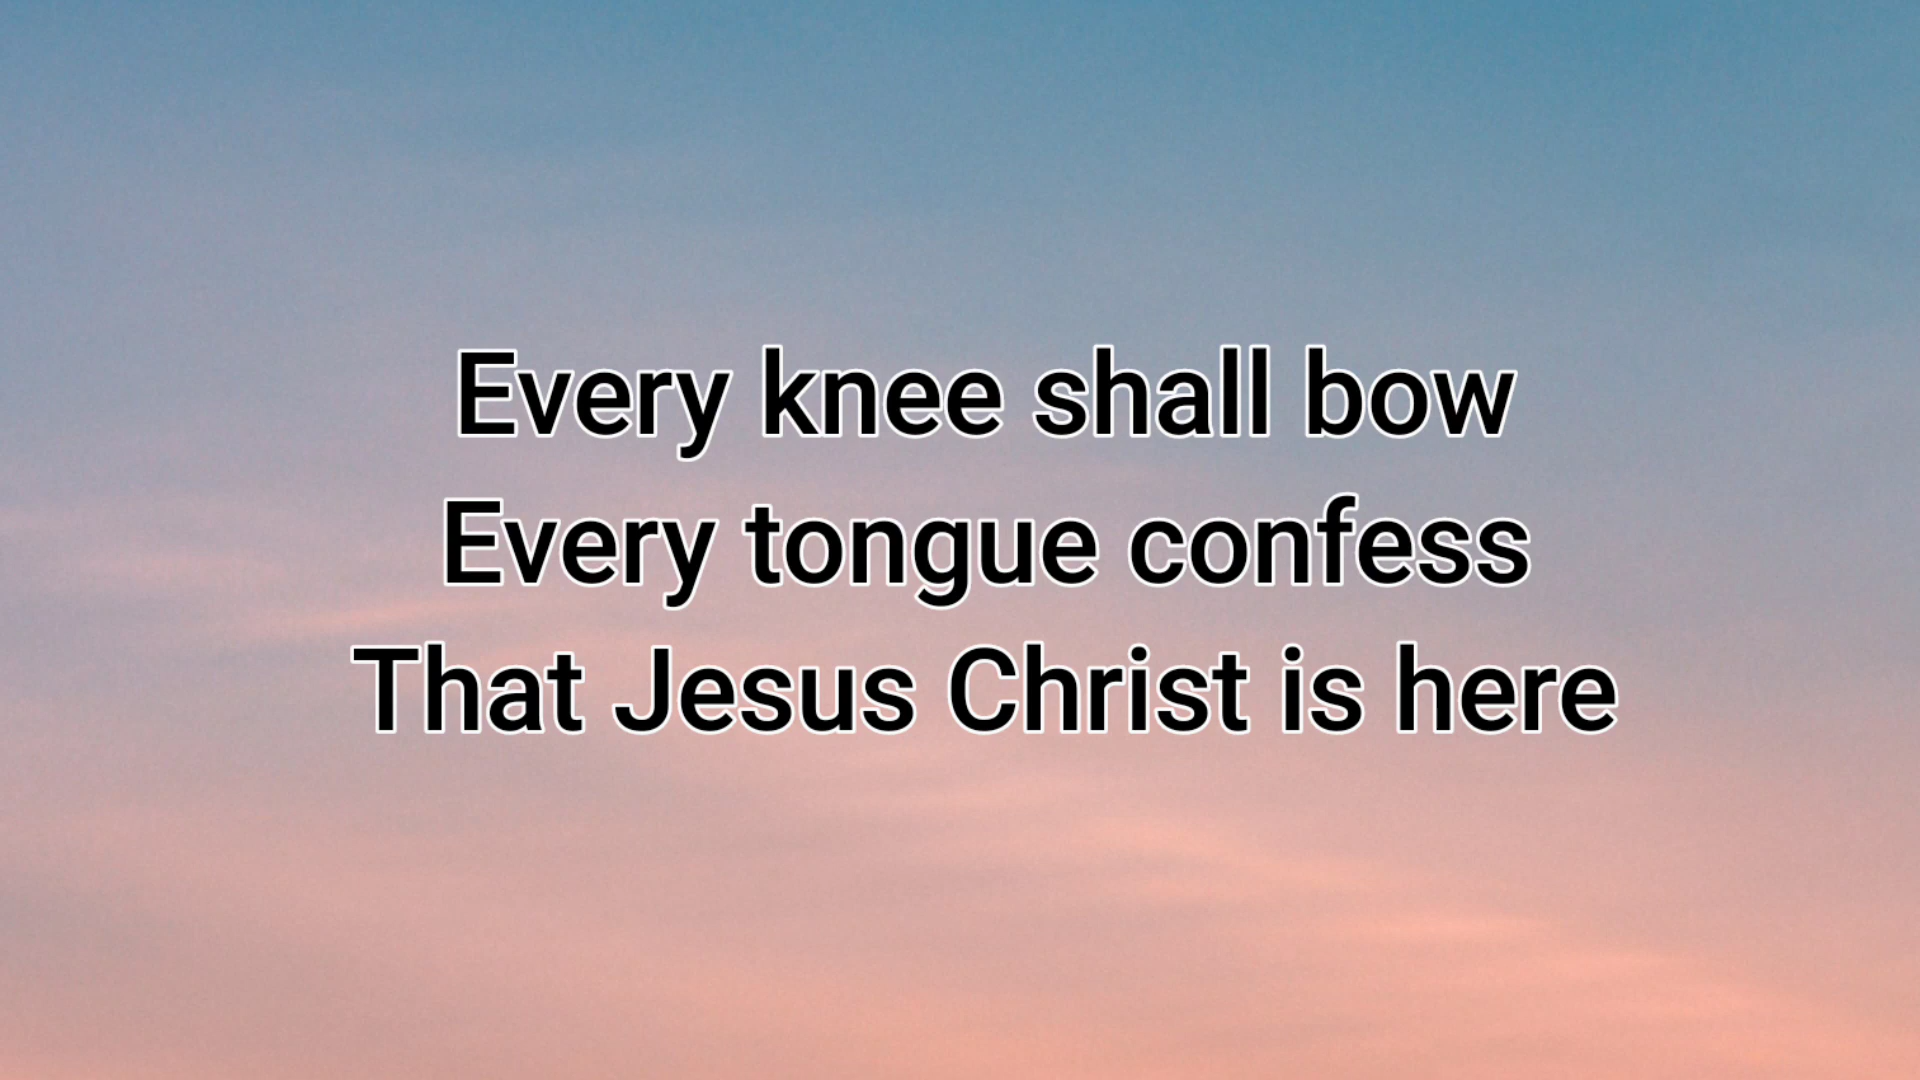 Every knee shall bow
Every tongue confess
That Jesus Christ is here